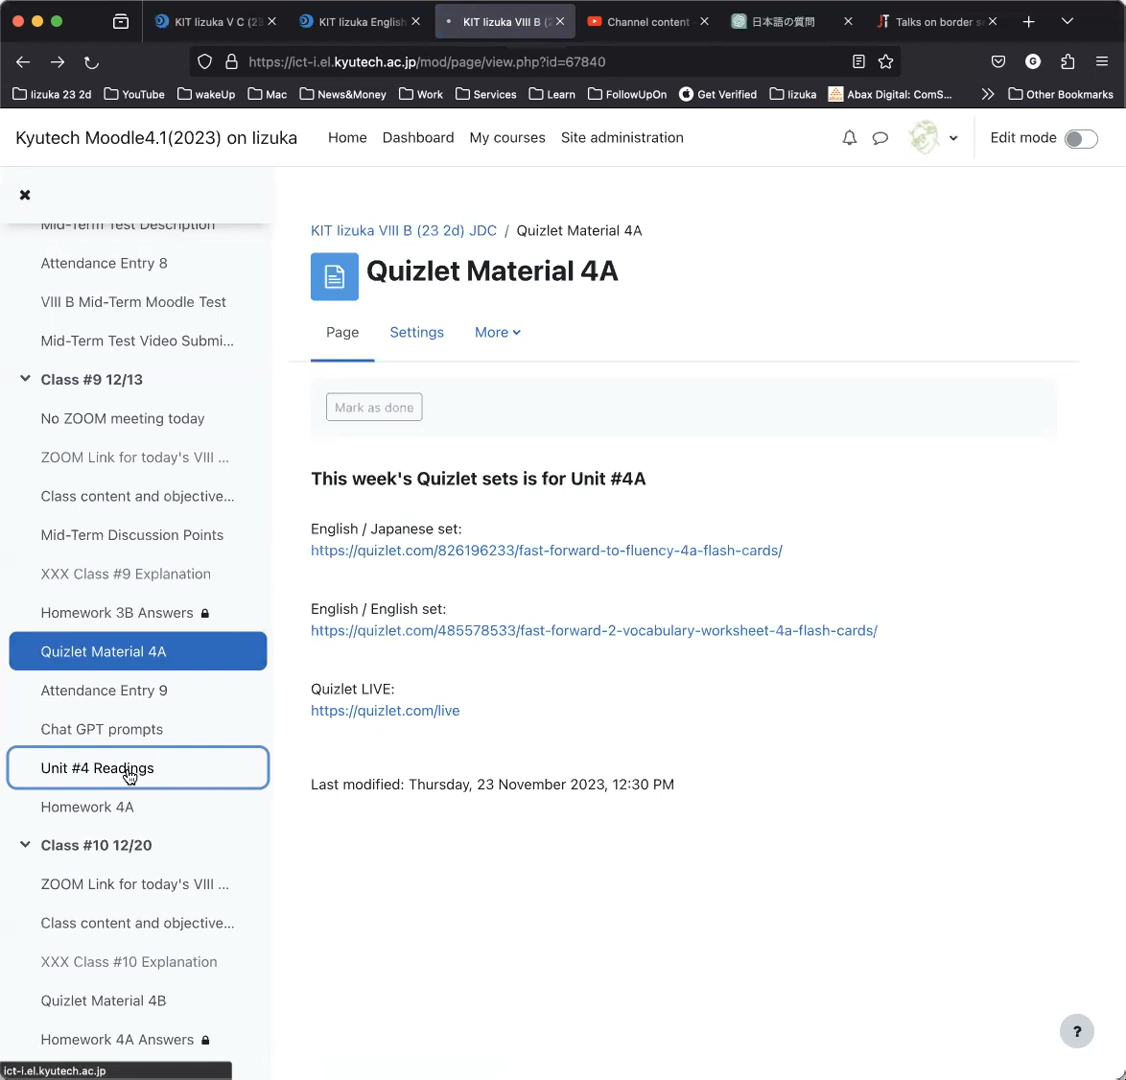 KIT Iizuka V C (23
KIT Iizuka English
KIT Iizuka VIII B (2
Channel content -
日本語の質問
JT Talks on border s
https://ict-i.el.kyutech.ac.jp/mod/page/view.php?id=67840
G
Iizuka 23 2d
YouTube
wakeUp
Mac
News&Money
Work
Services
Learn
FollowUpOn
Get Verified
Iizuka
Abax Digital: ComS...
Other Bookmarks
Kyutech Moodle4.1(2023) on Iizuka
Home
Dashboard
My courses
Site administration
Edit mode
Mid-Term Test Description
Attendance Entry 8
VIII B Mid-Term Moodle Test
Mid-Term Test Video Submi...
Class #9 12/13
No ZOOM meeting today
ZOOM Link for today's VIII ...
Class content and objective...
Mid-Term Discussion Points
XXX Class #9 Explanation
Homework 3B Answers
Quizlet Material 4A
Attendance Entry 9
Chat GPT prompts
Unit #4 Readings
Homework 4A
Class #10 12/20
ZOOM Link for today's VIII ...
Class content and objective...
XXX Class #10 Explanation
Quizlet Material 4B
Homework 4A Answers
ict-i.el.kyutech.ac.jp
KIT Iizuka VIII B (23 2d) JDC / Quizlet Material 4A
Quizlet Material 4A
Page
Settings
More
Mark as done
This week's Quizlet sets is for Unit #4A
English / Japanese set:
https://quizlet.com/826196233/fast-forward-to-fluency-4a-flash-cards/
English / English set:
https://quizlet.com/485578533/fast-forward-2-vocabulary-worksheet-4a-flash-cards/
Quizlet LIVE:
https://quizlet.com/live
Last modified: Thursday, 23 November 2023, 12:30 PM
?